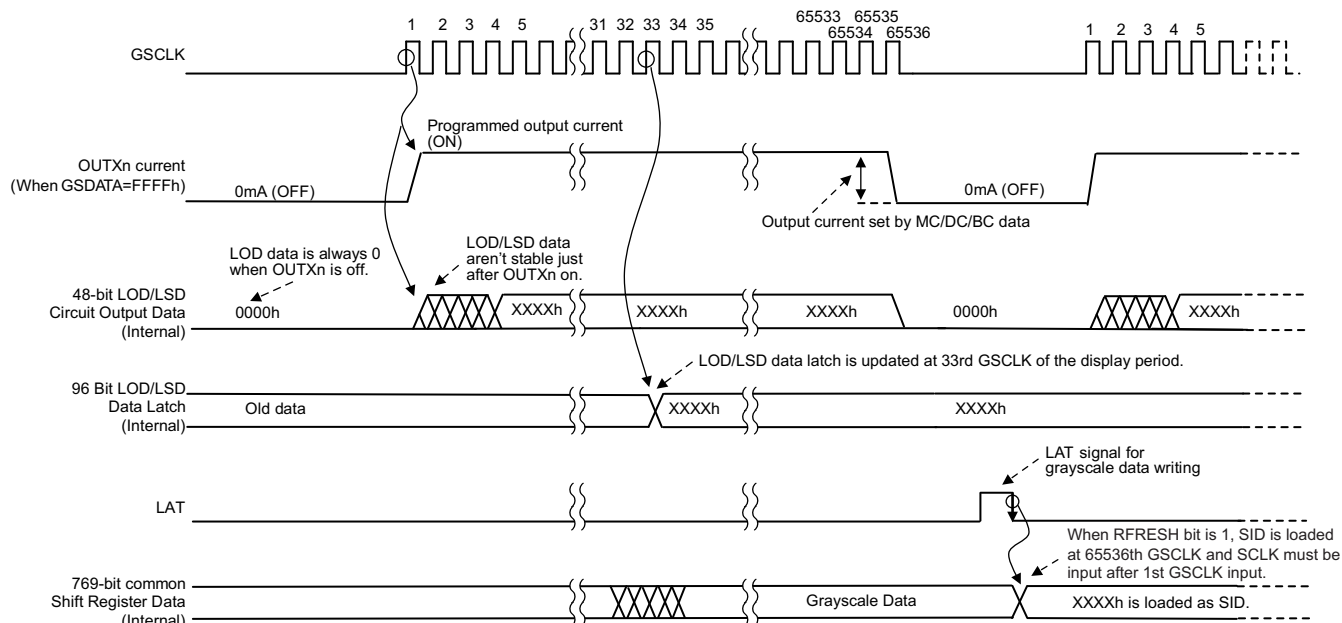 1 2 3 4 5 31 32 33 34 35 65533 65535 1 2 3 4 5
65534 65536
GSCLK
Programmed output current
(ON)
OUTXn current
(When GSDATA=FFFFh)
0mA (OFF)
0mA (OFF)
Output current set by MC/DC/BC data
LOD data is always 0
when OUTXn is off.
LOD/LSD data
aren't stable just
after OUTXn on.
48-bit LOD/LSD
Circuit Output Data
(Internal)
0000h XXXXh XXXXh XXXXh 0000h XXXXh
LOD/LSD data latch is updated at 33rd GSCLK of the display period.
96 Bit LOD/LSD
Data Latch
(Internal)
Old data XXXXh XXXXh
LAT signal for
grayscale data writing
LAT
When RFRESH bit is 1, SID is loaded
at 65536th GSCLK and SCLK must be
input after 1st GSCLK input.
769-bit common
Shift Register Data
(Internal)
Grayscale Data XXXXh is loaded as SID.